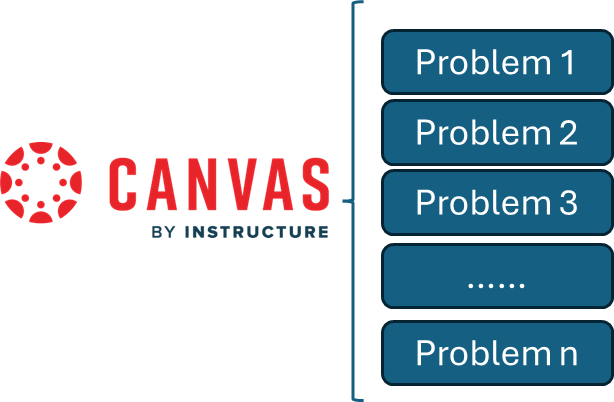 CANVAS
BY INSTRUCTURE
Problem 1
Problem 2
Problem 3
......
Problem n